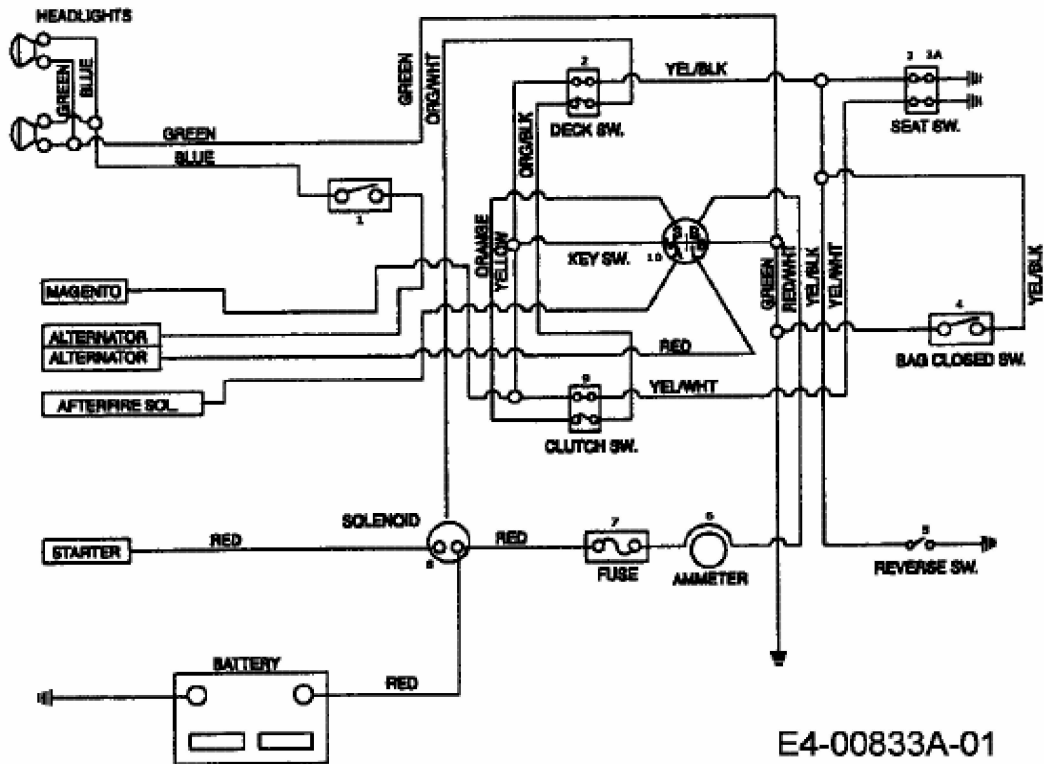 HEADLIGHTS
GREEN
BLUE
GREEN
BLUE
GREEN
ORG/WHT
1
2
DECK SW.
YEL/BLK
3 3A
SEAT SW.
ORG/BLK
ORANGE
YELLOW
KEY SW.
10
GREEN
RED/WHT
YEL/BLK
YEL/WHT
YEL/BLK
4
BAG CLOSED SW.
MAGENTO
ALTERNATOR
ALTERNATOR
RED
AFTERFIRE SOL.
9
YEL/WHT
CLUTCH SW.
SOLENOID
STARTER
RED
8
RED
7
FUSE
6
AMMETER
5
REVERSE SW.
BATTERY
RED
E4-00833A-01